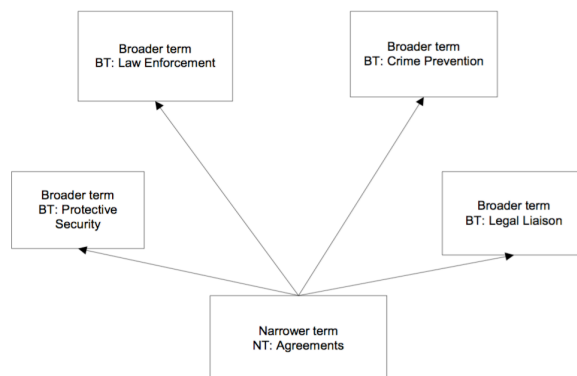 Broader term
BT: Law Enforcement
Broader term
BT: Crime Prevention
Broader term
BT: Protective
Security
Broader term
BT: Legal Liaison
Narrower term
NT: Agreements